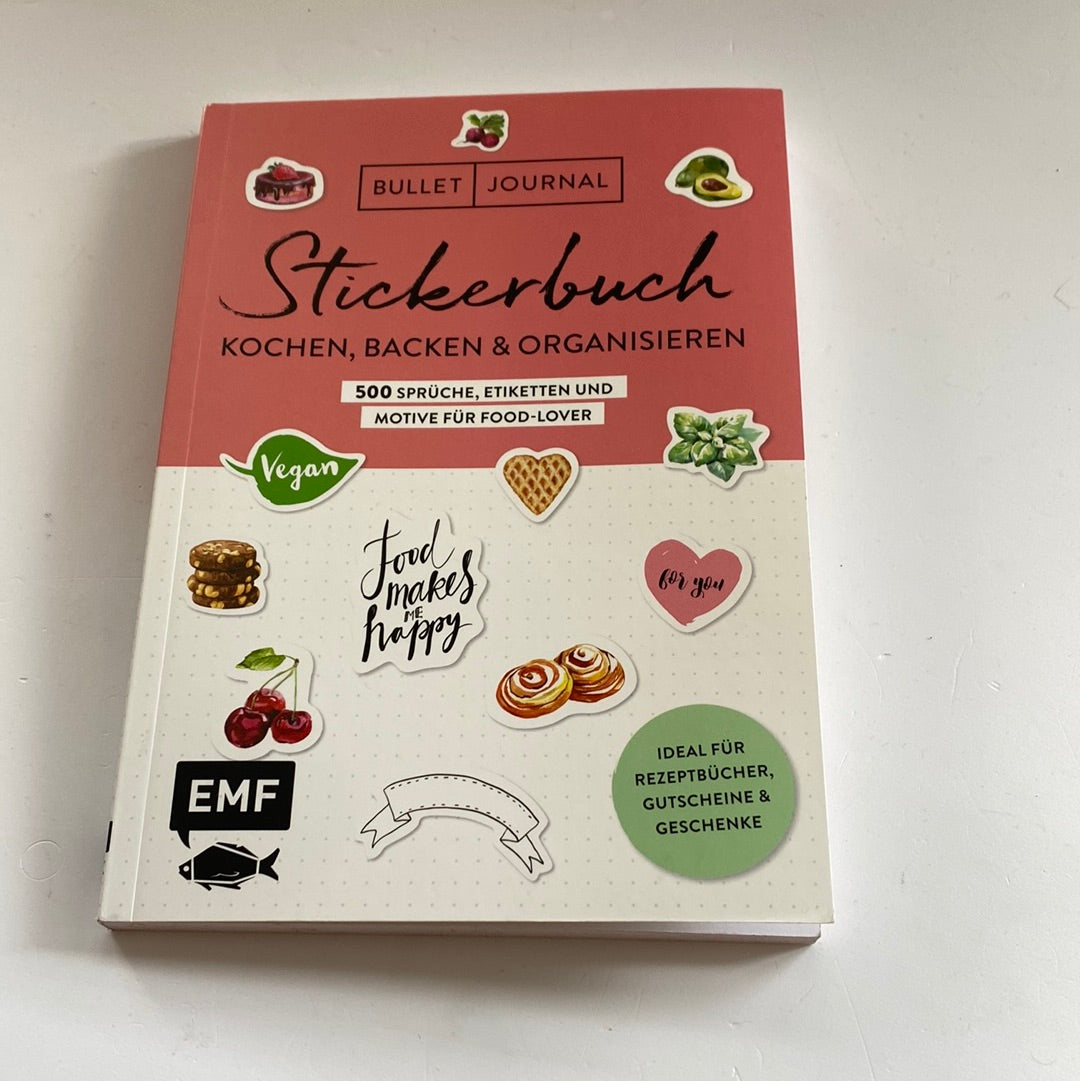 BULLET JOURNAL
Stickerbuch
KOCHEN, BACKEN & ORGANISIEREN
500 SPRÜCHE, ETIKETTEN UND
MOTIVE FÜR FOOD-LOVER
Vegan
Food
makes
ME
happy
for you
EMF
IDEAL FÜR
REZEPTBÜCHER,
GUTSCHEINE &
GESCHENKE